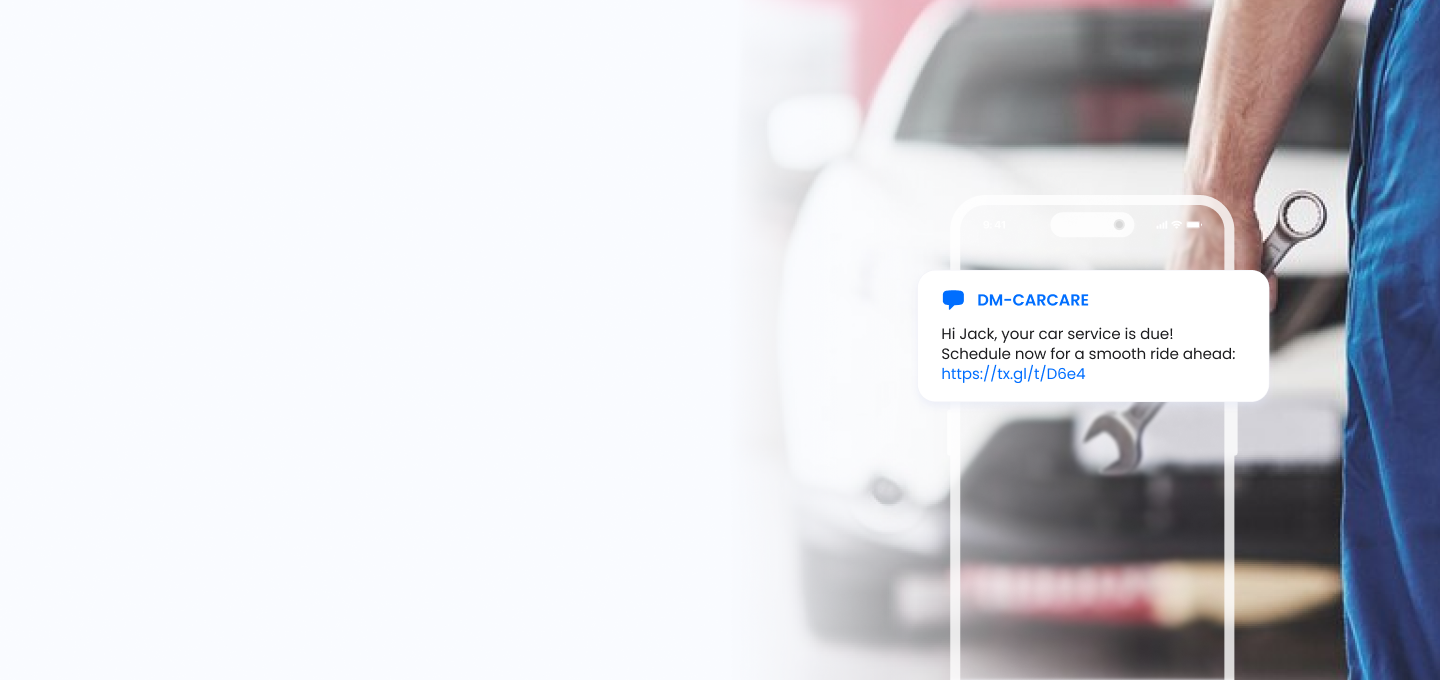 DM-CARCARE
Hi Jack, your car service is due!
Schedule now for a smooth ride ahead:
https://tx.gl/t/D6e4